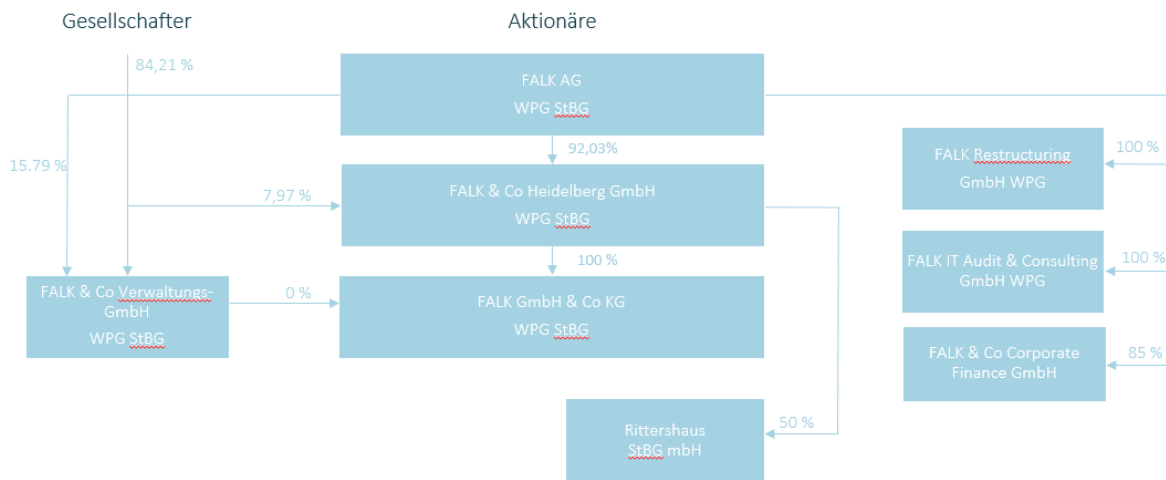 Gesellschafter
Aktionäre
84,21 %
FALK AG
WPG StBG
15.79 %
92,03%
FALK Restructuring
GmbH WPG
100 %
7,97 %
FALK & Co Heidelberg GmbH
WPG StBG
100 %
FALK IT Audit & Consulting
GmbH WPG
100 %
FALK & Co Verwaltungs-
GmbH
WPG StBG
0 %
FALK GmbH & Co KG
WPG StBG
FALK & Co Corporate
Finance GmbH
85 %
Rittershaus
StBG mbH
50 %